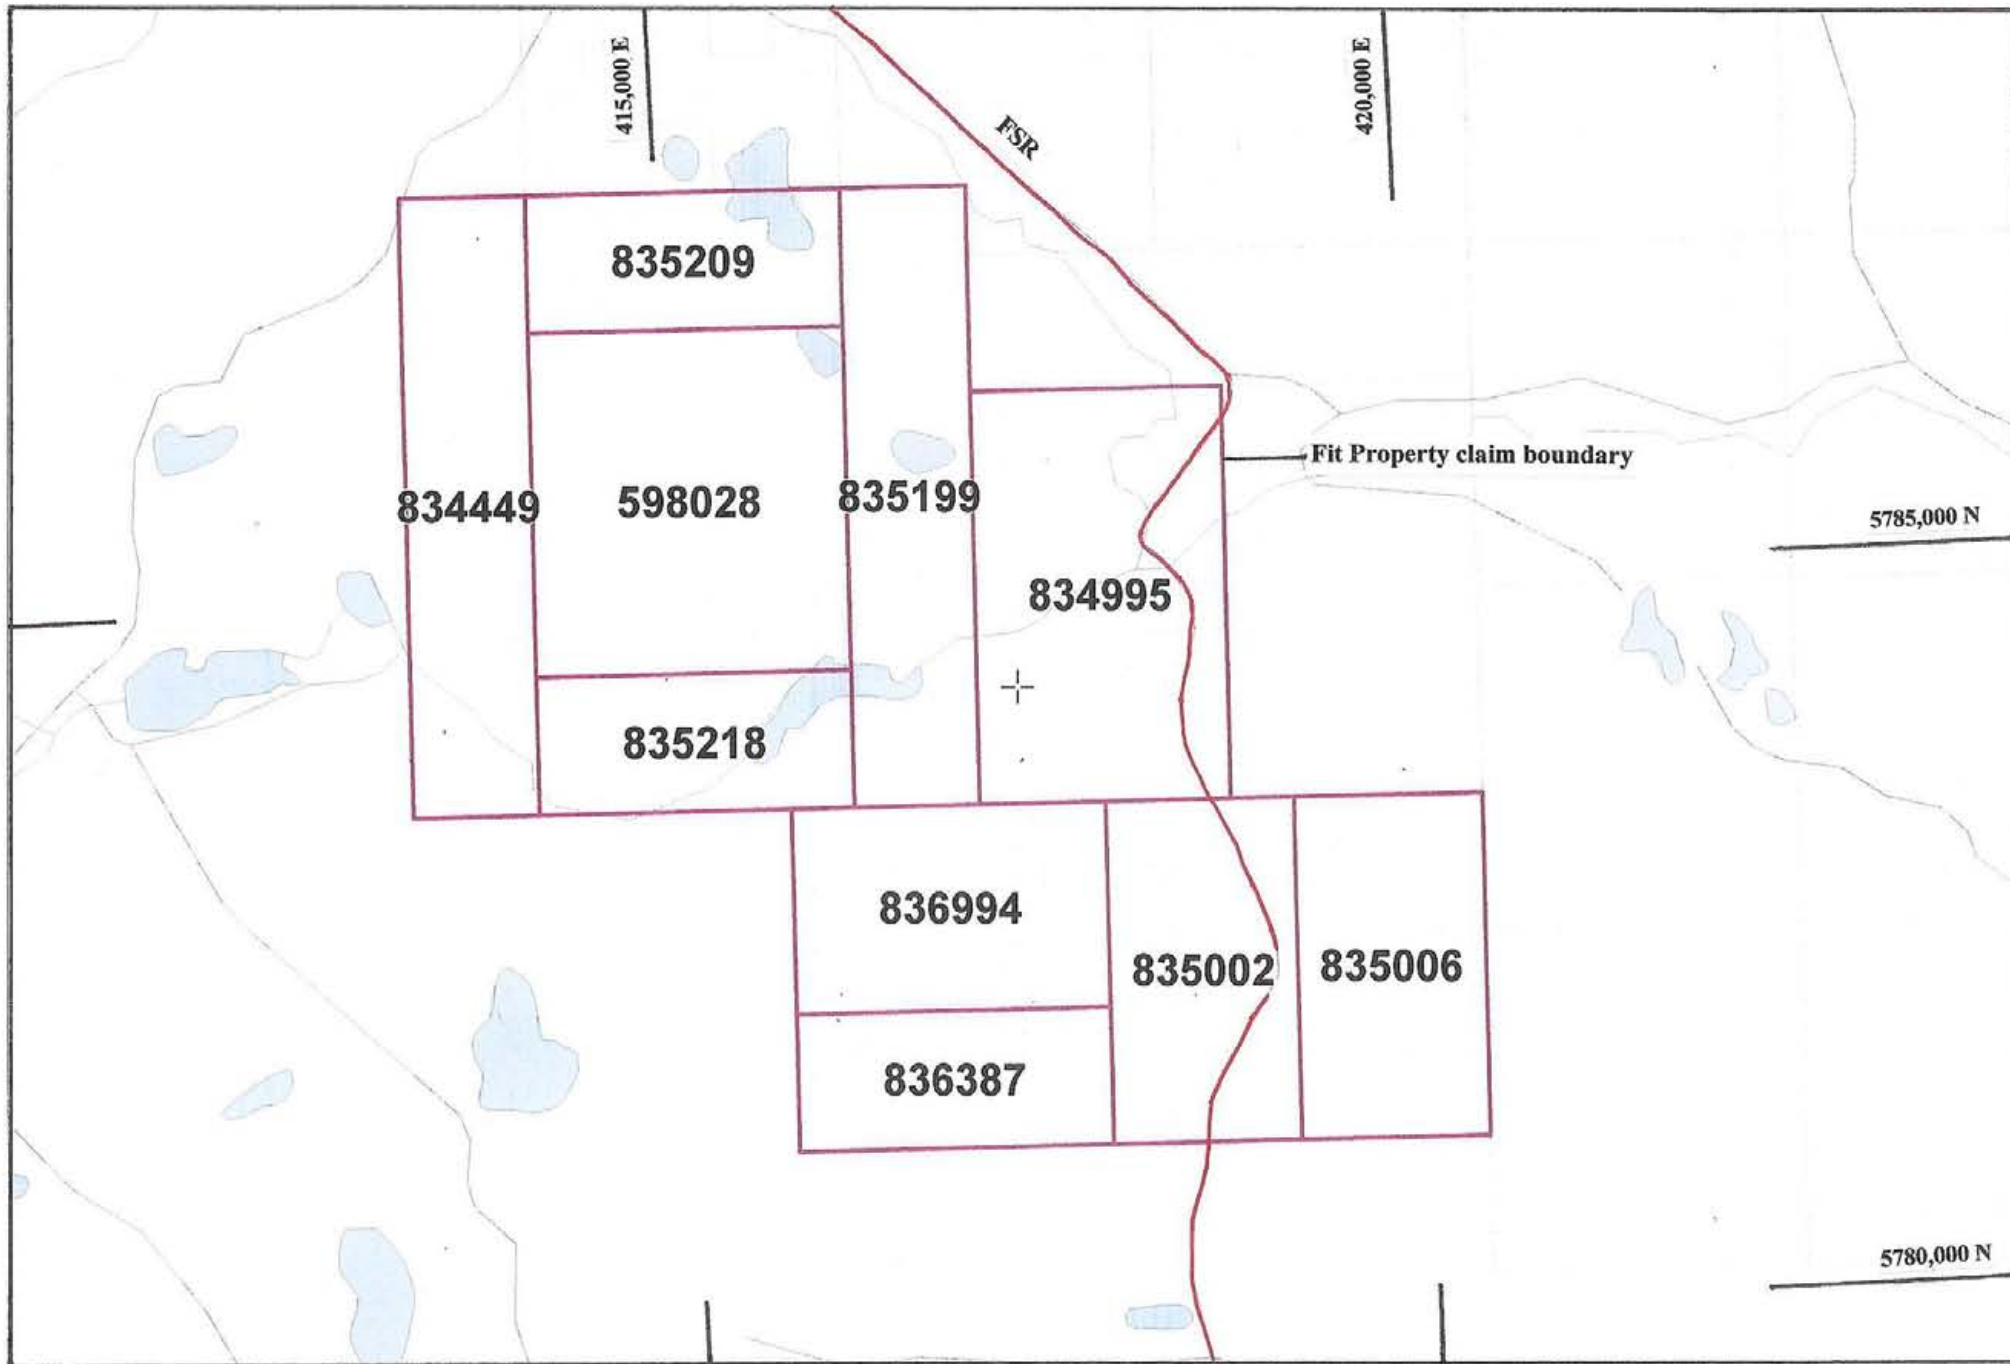 415,000 E
420,000 E
FSR
835209
Fit Property claim boundary
834449
598028
835199
5785,000 N
834995
835218
836994
835002
835006
836387
5780,000 N